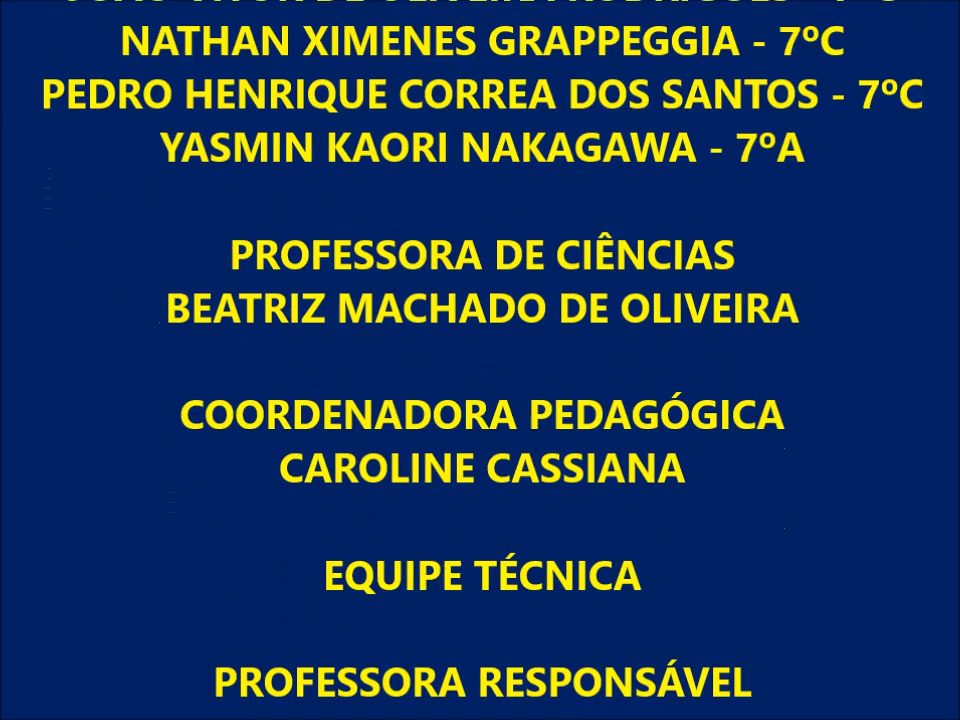 NATHAN XIMENES GRAPPEGGIA - 7ºC
PEDRO HENRIQUE CORREA DOS SANTOS - 7ºC
YASMIN KAORI NAKAGAWA - 7ºA
PROFESSORA DE CIÊNCIAS
BEATRIZ MACHADO DE OLIVEIRA
COORDENADORA PEDAGÓGICA
CAROLINE CASSIANA
EQUIPE TÉCNICA
PROFESSORA RESPONSÁVEL